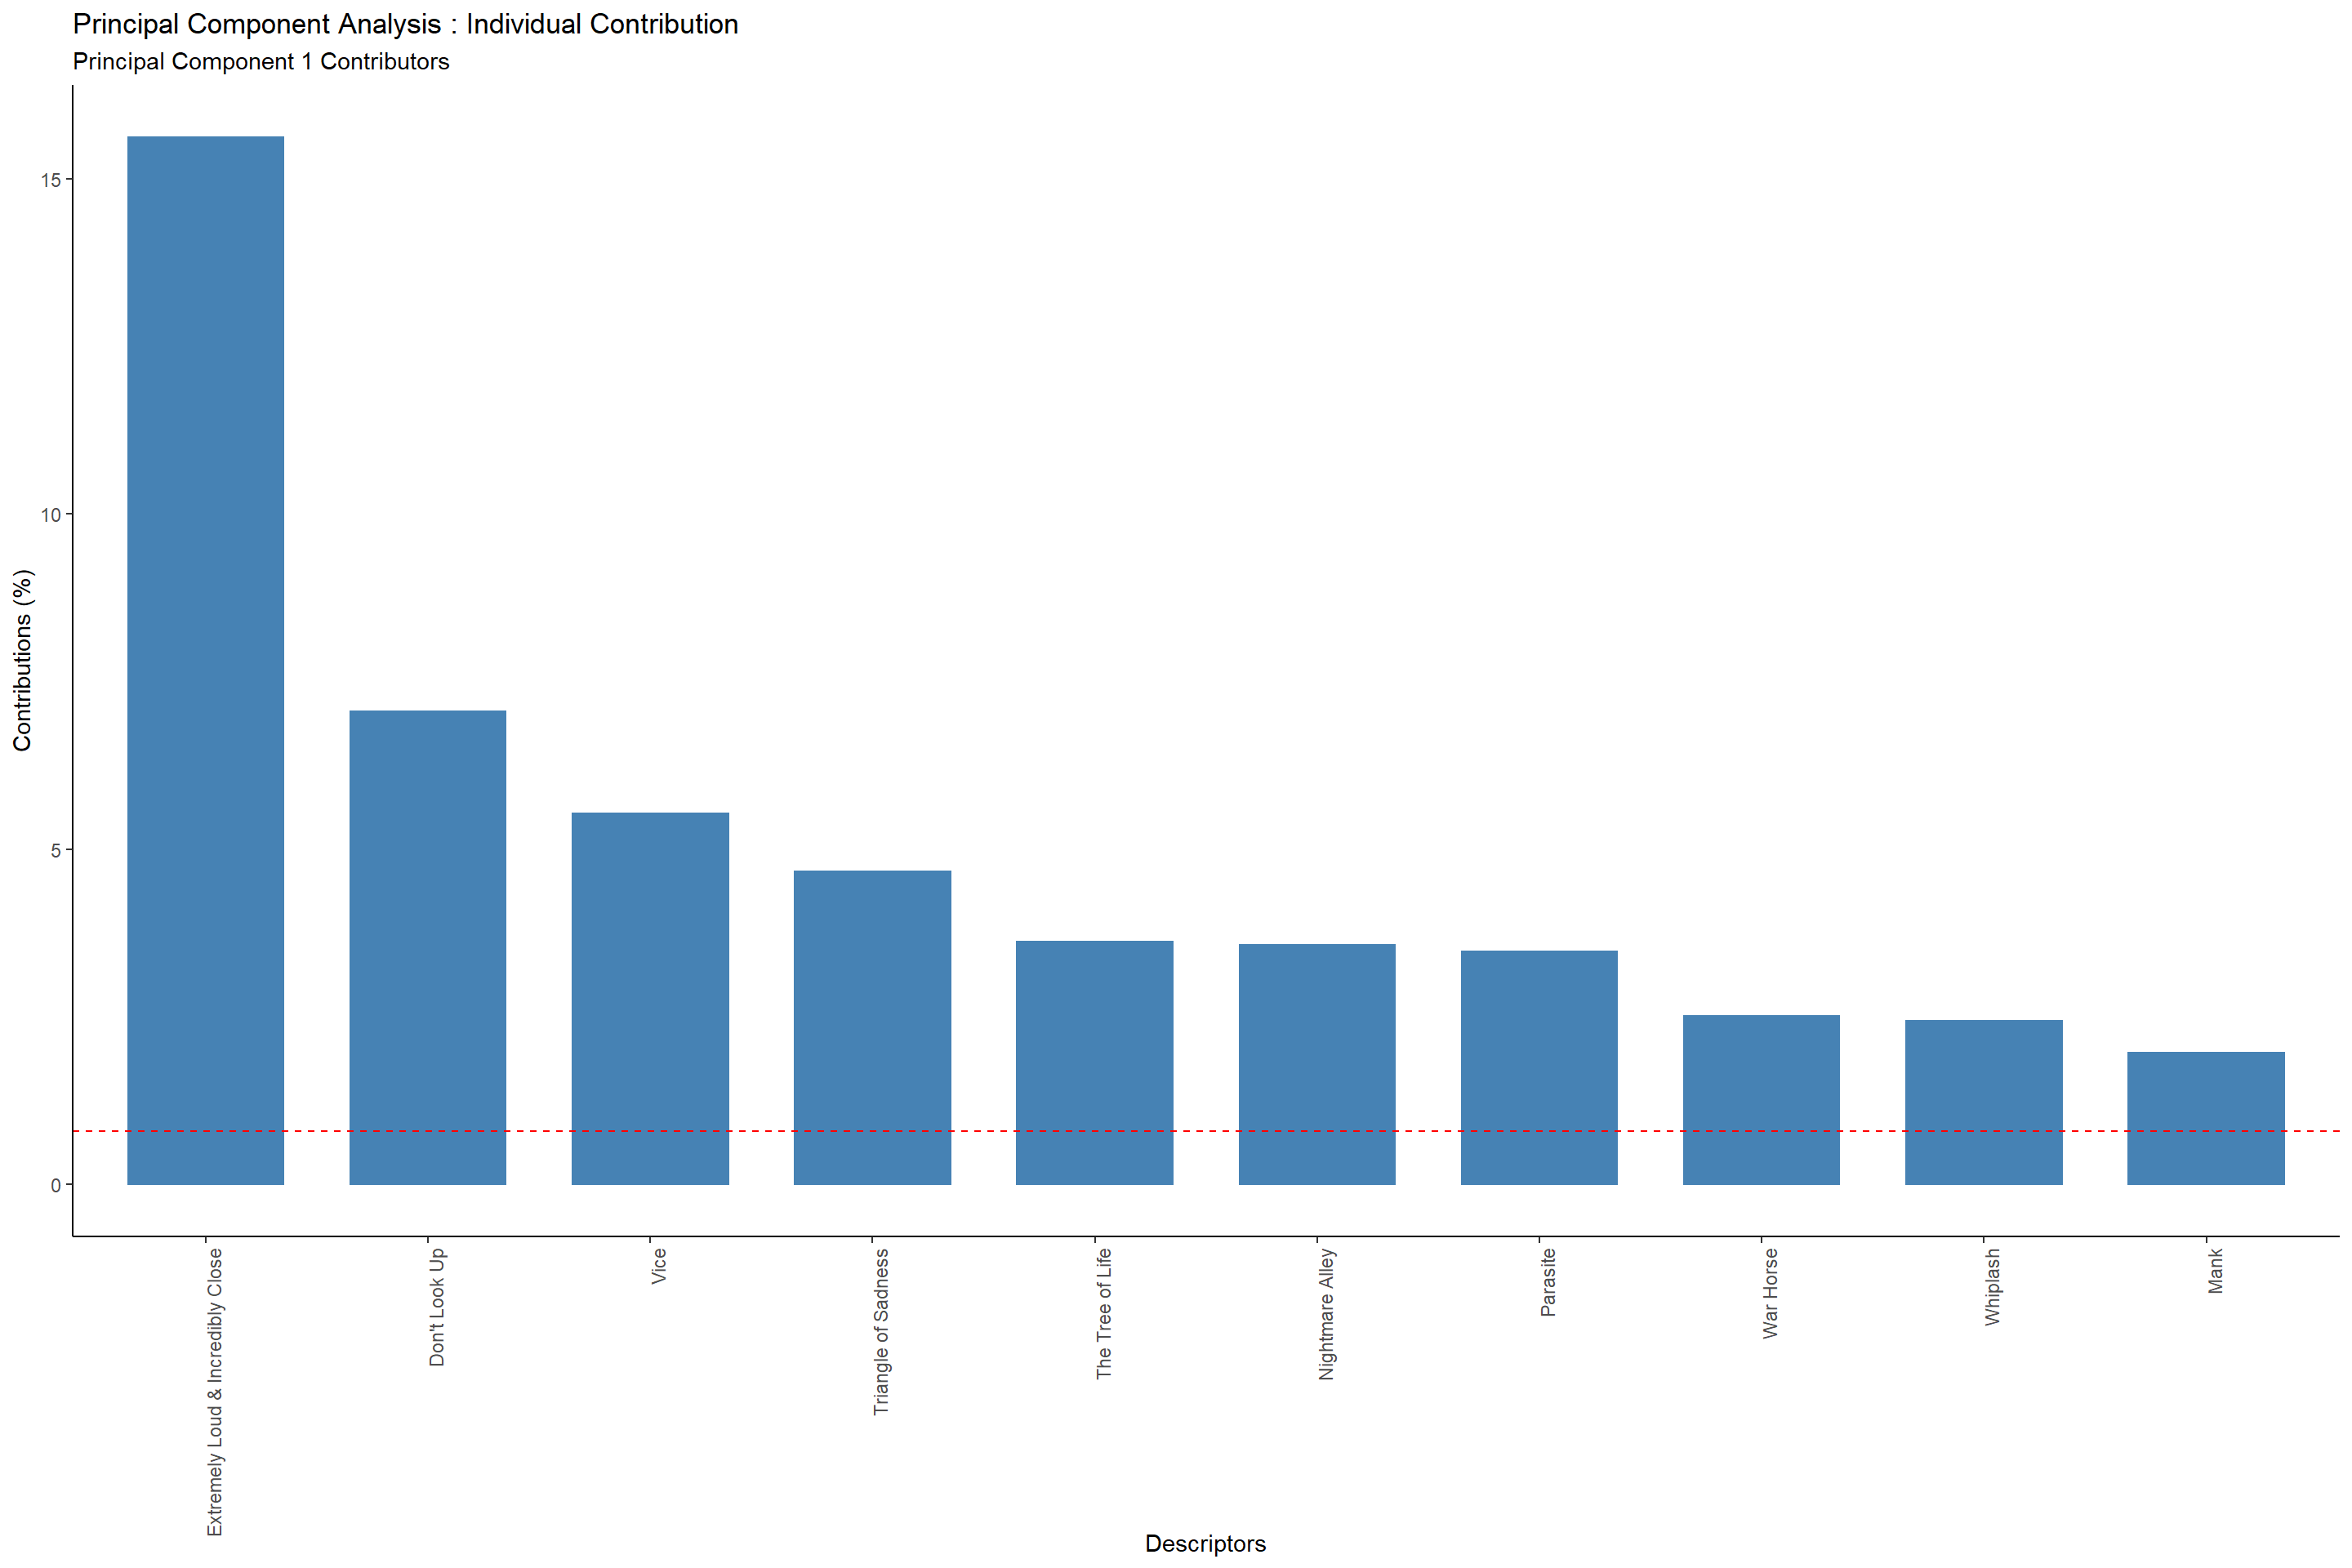 Principal Component Analysis : Individual Contribution
Principal Component 1 Contributors
Contributions (%)
15
10
5
0
Extremely Loud & Incredibly Close
Don't Look Up
Vice
Triangle of Sadness
The Tree of Life
Nightmare Alley
Parasite
War Horse
Whiplash
Mank
Descriptors